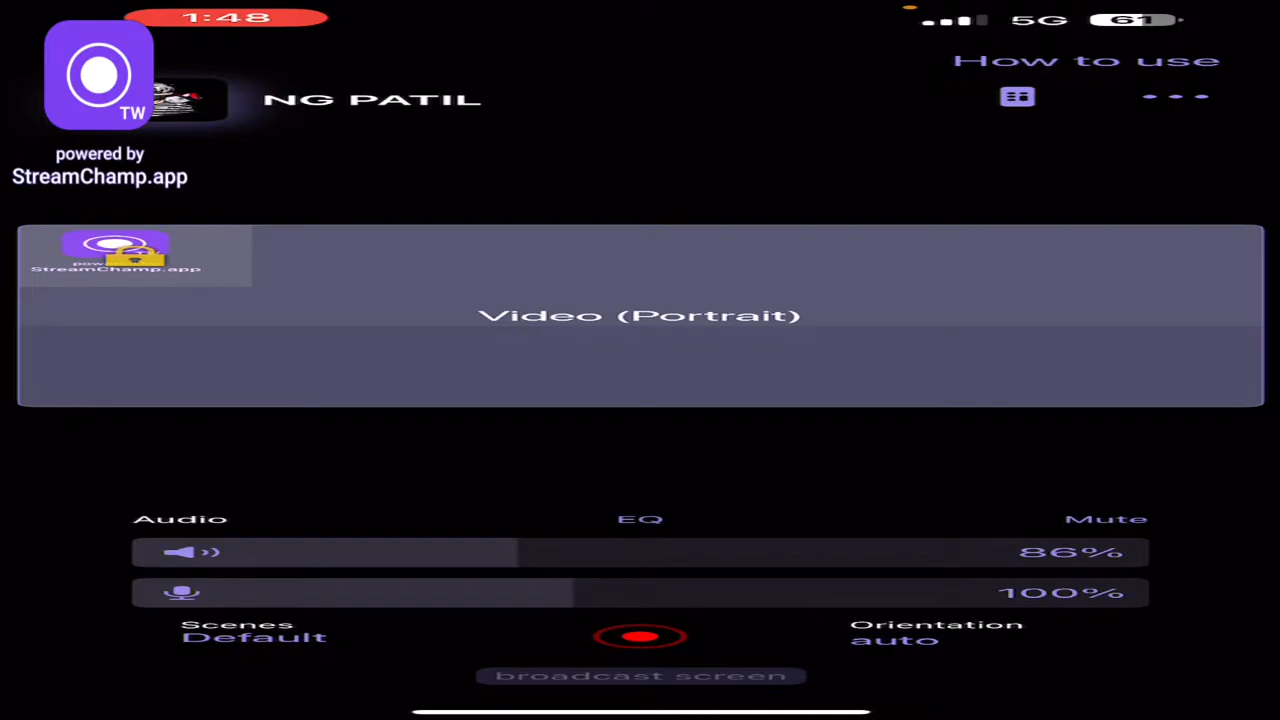 1:48
5G
61
How to use
TW
NG PATIL
powered by
StreamChamp.app
StreamChamp.app
Video (Portrait)
Audio
EQ
Mute
86%
100%
Scenes
Default
Orientation
auto
broadcast screen